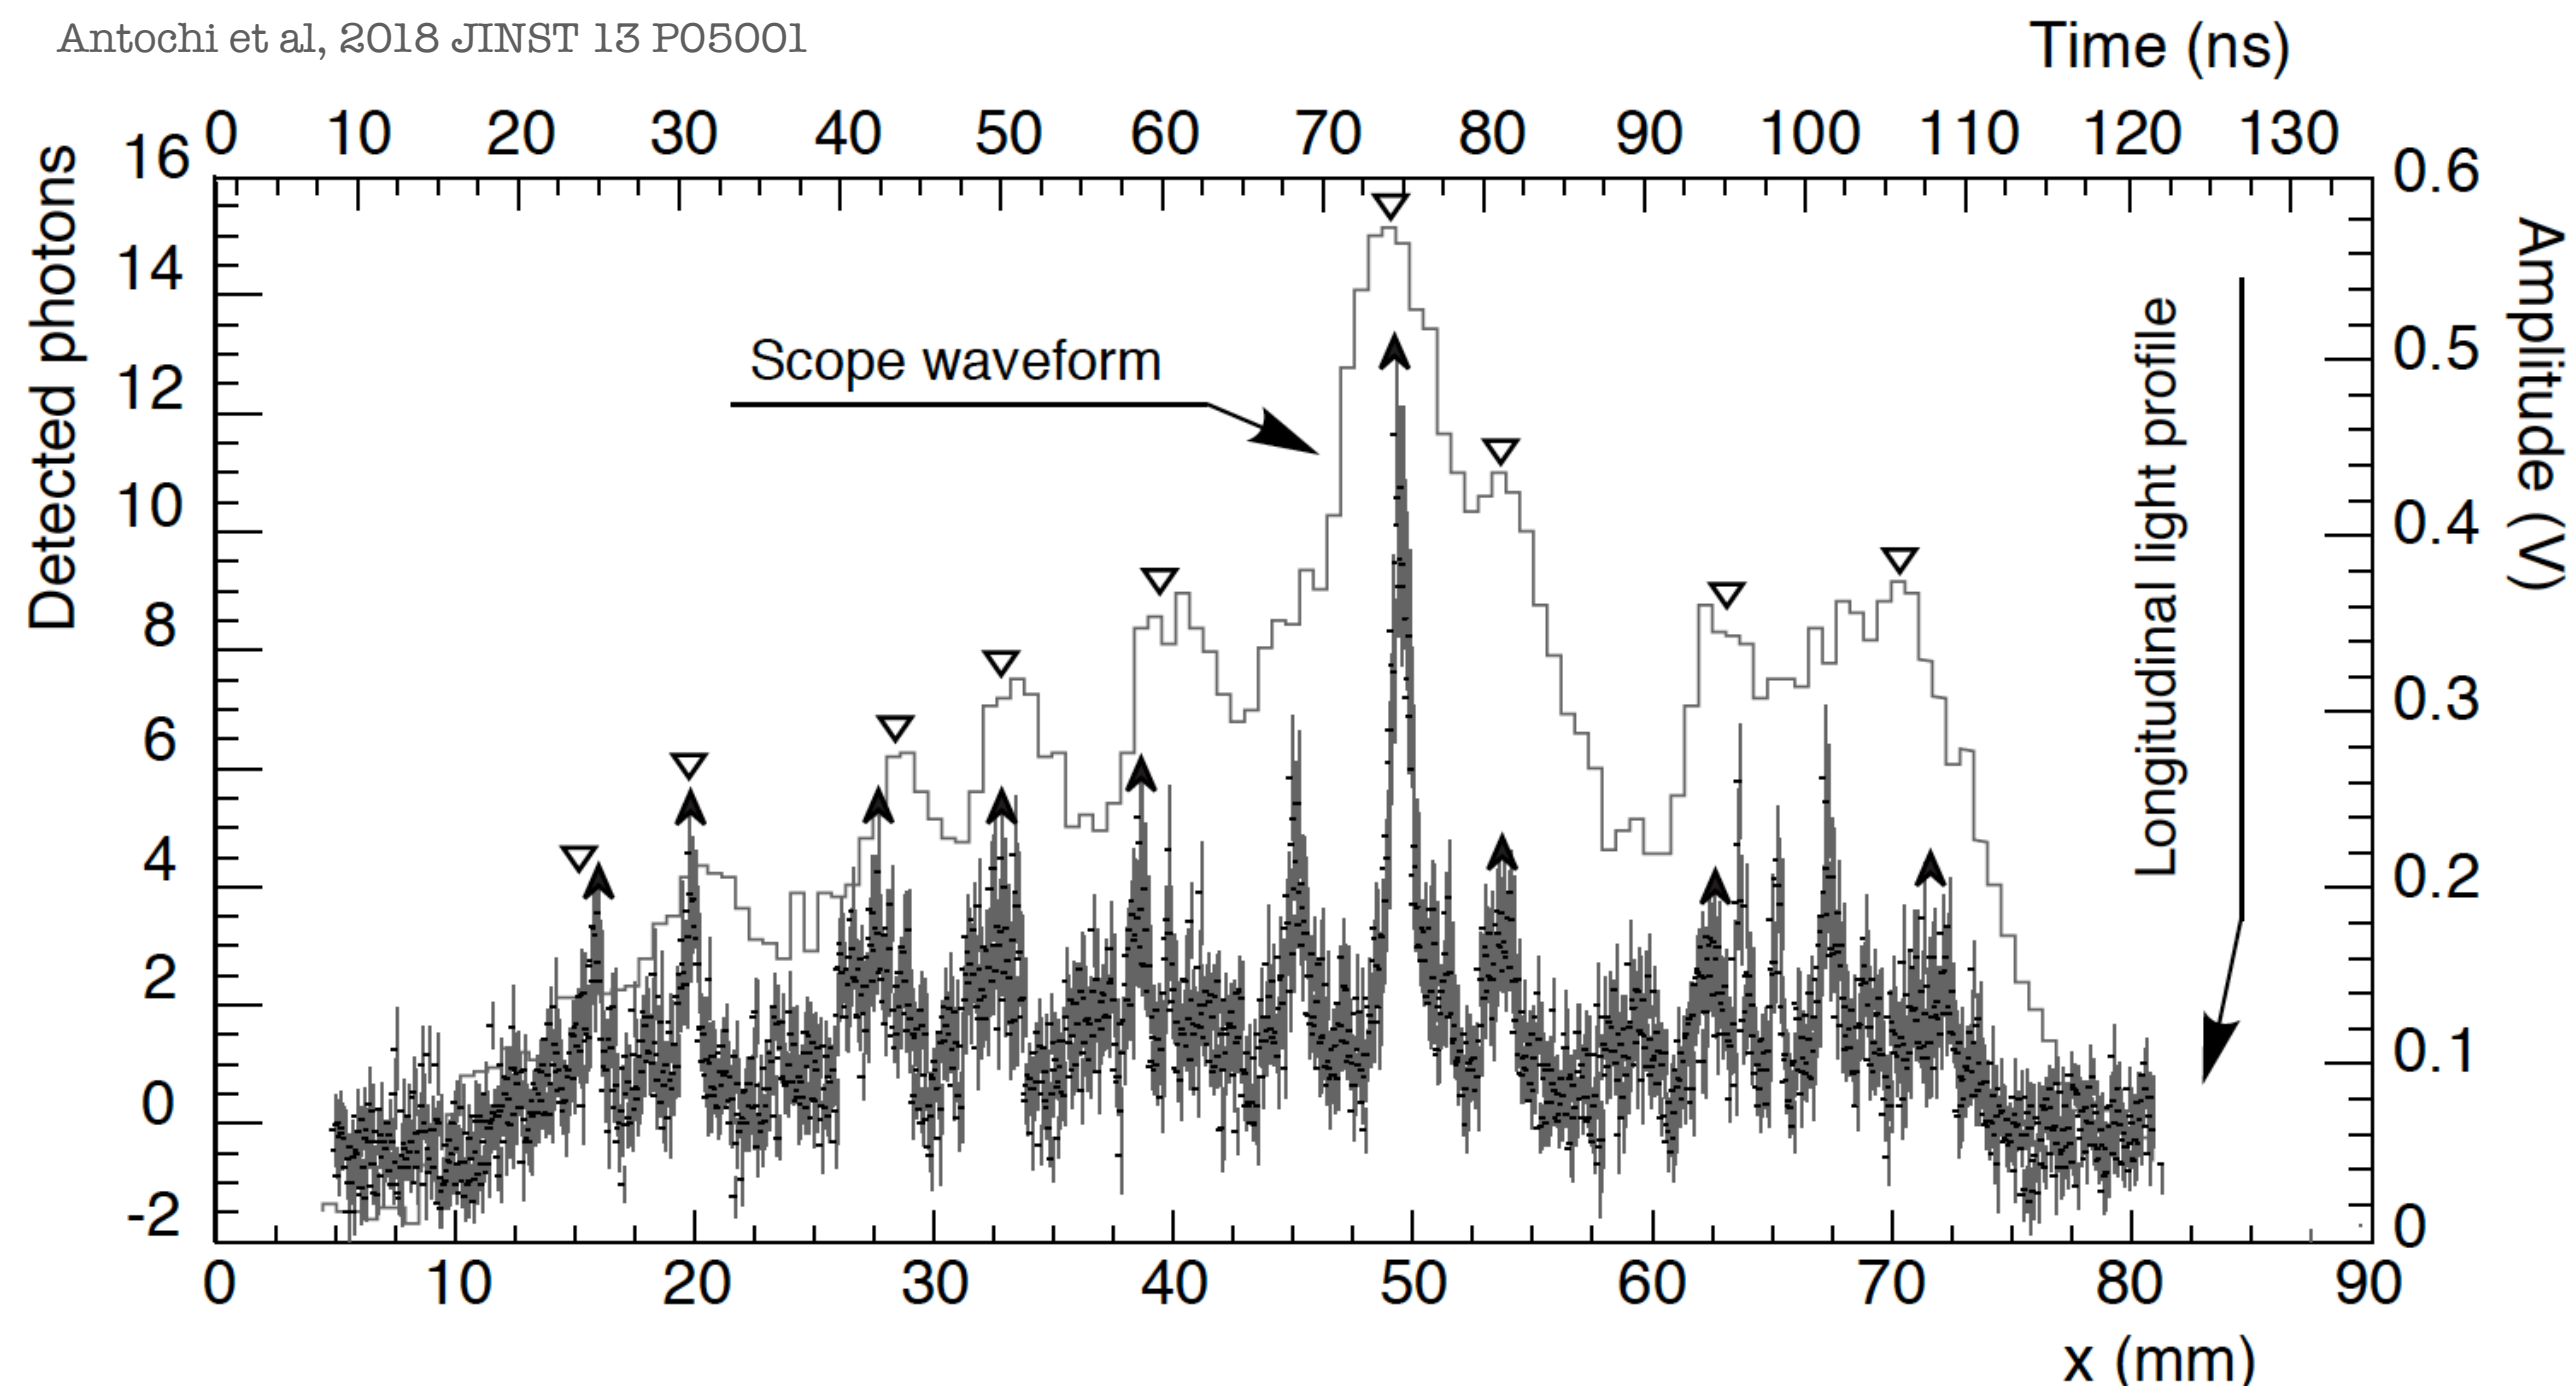 Antochi et al, 2018 JINST 13 P05001
Time (ns)
0 10 20 30 40 50 60 70 80 90 100 110 120 130
Detected photons
16
14
12
10
8
6
4
2
0
-2
Scope waveform
Longitudinal light profile
0.6
0.5
0.4
0.3
0.2
0.1
0
Amplitude (V)
0 10 20 30 40 50 60 70 80 90
x (mm)